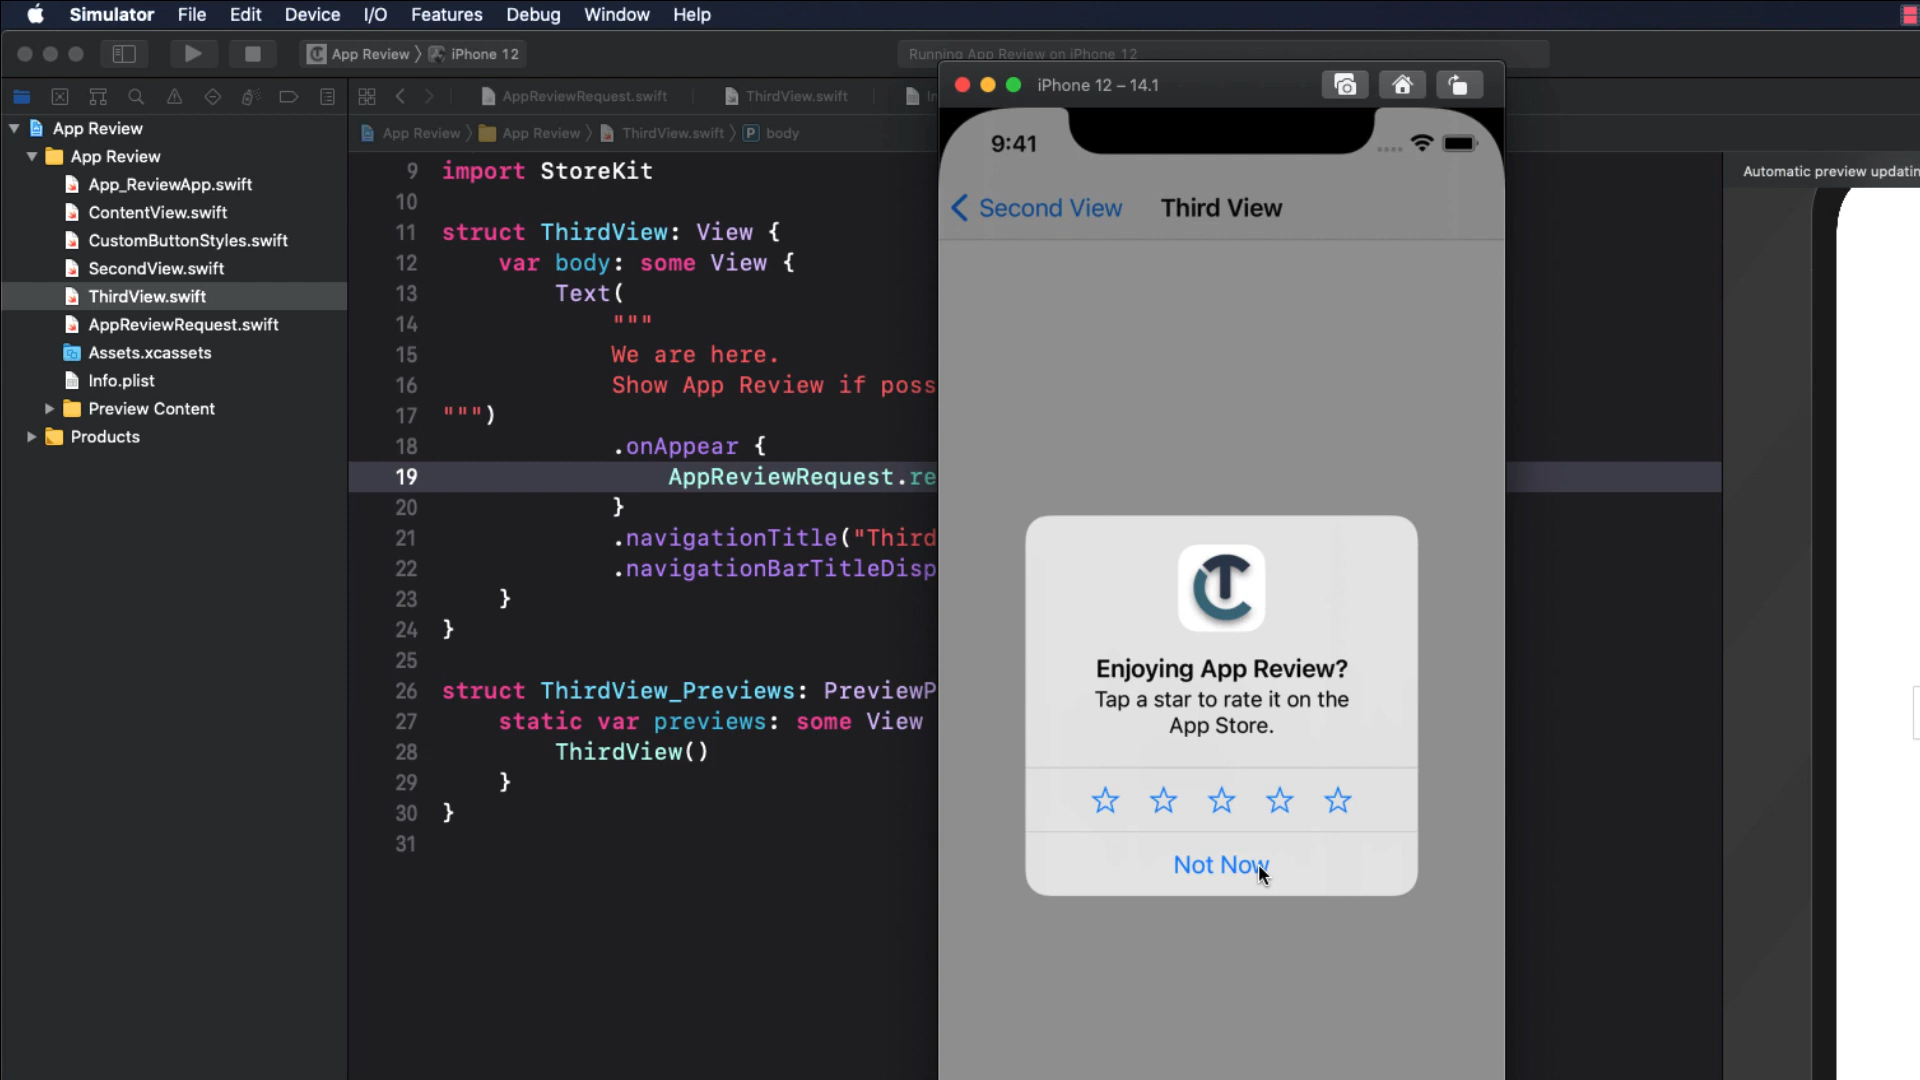 Simulator File Edit Device I/O Features Debug Window Help
App Review iPhone 12
Running App Review on iPhone 12
AppReviewRequest.swift ThirdView.swift
App Review App Review ThirdView.swift P body
App Review
App Review
App_ReviewApp.swift
ContentView.swift
CustomButtonStyles.swift
SecondView.swift
ThirdView.swift
AppReviewRequest.swift
Assets.xcassets
Info.plist
Preview Content
Products
9 import StoreKit
10
11 struct ThirdView: View {
12 var body: some View {
13 Text(
14 """
15 We are here.
16 Show App Review if poss
17 """)
18 .onAppear {
19 AppReviewRequest.re
20 }
21 .navigationTitle("Third
22 .navigationBarTitleDisp
23 }
24 }
25
26 struct ThirdView_Previews: PreviewP
27 static var previews: some View
28 ThirdView()
29 }
30 }
31
iPhone 12 – 14.1
9:41
Second View Third View
Enjoying App Review?
Tap a star to rate it on the
App Store.
Not Now
Automatic preview updatin